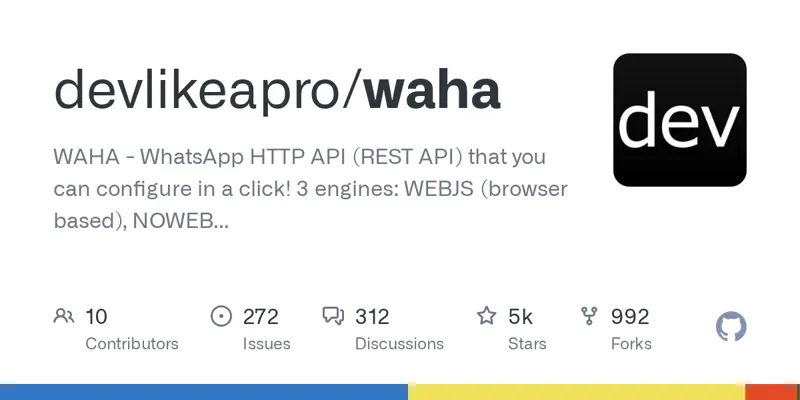 devlikeapro/waha
dev
WAHA - WhatsApp HTTP API (REST API) that you
can configure in a click! 3 engines: WEBJS (browser
based), NOWEB...
10 272 312 5k 992
Contributors Issues Discussions Stars Forks